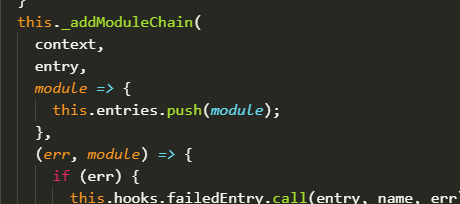 }
this._addModuleChain(
context,
entry,
module => {
this.entries.push(module);
},
(err, module) => {
if (err) {
this.hooks.failedEntry.call(entry, name, err